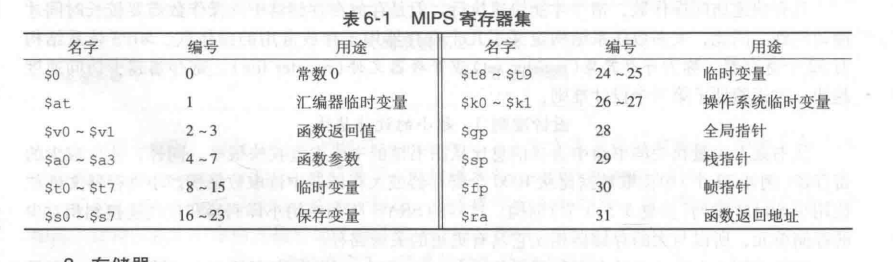 表 6-1 MIPS 寄存器集
名字 编号 用途 名字 编号 用途
$0 0 常数0 $t8 ~ $t9 24 ~25 临时变量
$at 1 汇编器临时变量 $k0 ~ $k1 26 ~27 操作系统临时变量
$v0 ~ $v1 2 ~3 函数返回值 $gp 28 全局指针
$a0 ~ $a3 4 ~7 函数参数 $sp 29 栈指针
$t0 ~ $t7 8 ~15 临时变量 $fp 30 帧指针
$s0 ~ $s7 16 ~23 保存变量 $ra 31 函数返回地址